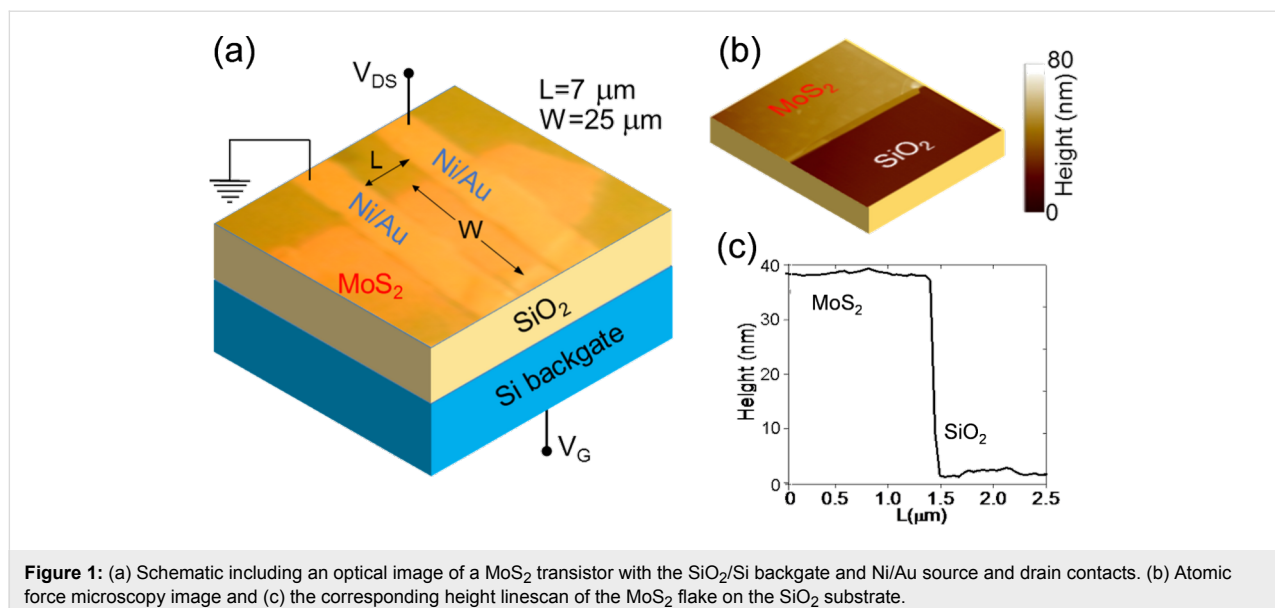 (a)
V_DS
L=7 μm
W=25 μm
L
Ni/Au
Ni/Au
W
MoS₂
SiO₂
Si backgate
V_G
(b)
MoS₂
SiO₂
80
Height (nm)
0
(c)
40
30
20
10
0
Height (nm)
MoS₂
SiO₂
0 0.5 1.0 1.5 2.0 2.5
L(μm)
Figure 1: (a) Schematic including an optical image of a MoS₂ transistor with the SiO₂/Si backgate and Ni/Au source and drain contacts. (b) Atomic
force microscopy image and (c) the corresponding height linescan of the MoS₂ flake on the SiO₂ substrate.